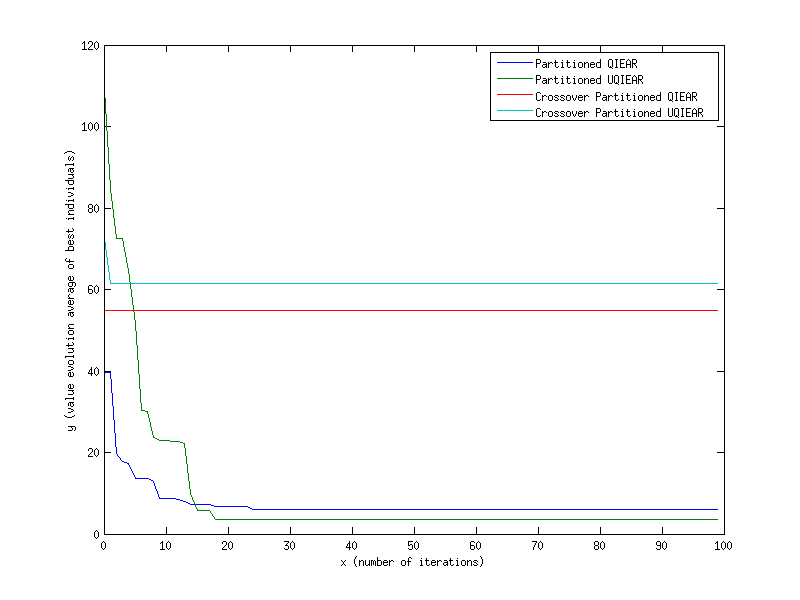 120
100
80
60
40
20
0
y (value evolution average of best individuals)
Partitioned QIEAR
Partitioned UQIEAR
Crossover Partitioned QIEAR
Crossover Partitioned UQIEAR
0 10 20 30 40 50 60 70 80 90 100
x (number of iterations)